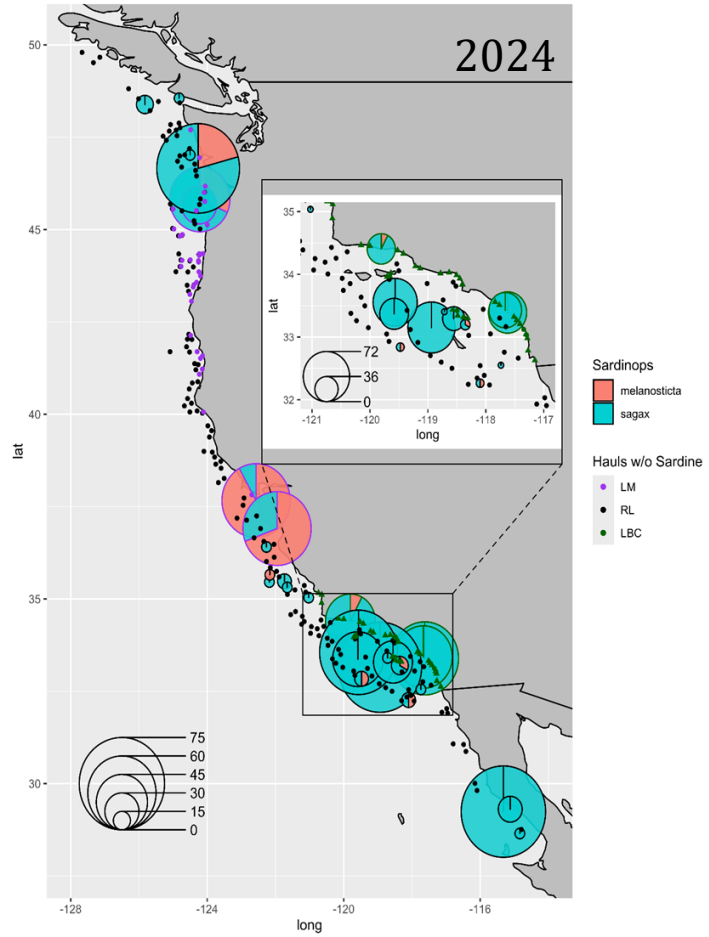 2024
50
45
40
35
30
lat
-128
-124
-120
-116
long
35
34
33
32
lat
-121
-120
-119
-118
-117
long
72
36
0
75
60
45
30
15
0
Sardinops
melanosticta
sagax
Hauls w/o Sardine
LM
RL
LBC